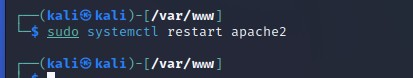 ┌──(kali㉿kali)-[/var/www]
└─$ sudo systemctl restart apache2
┌──(kali㉿kali)-[/var/www]
└─$